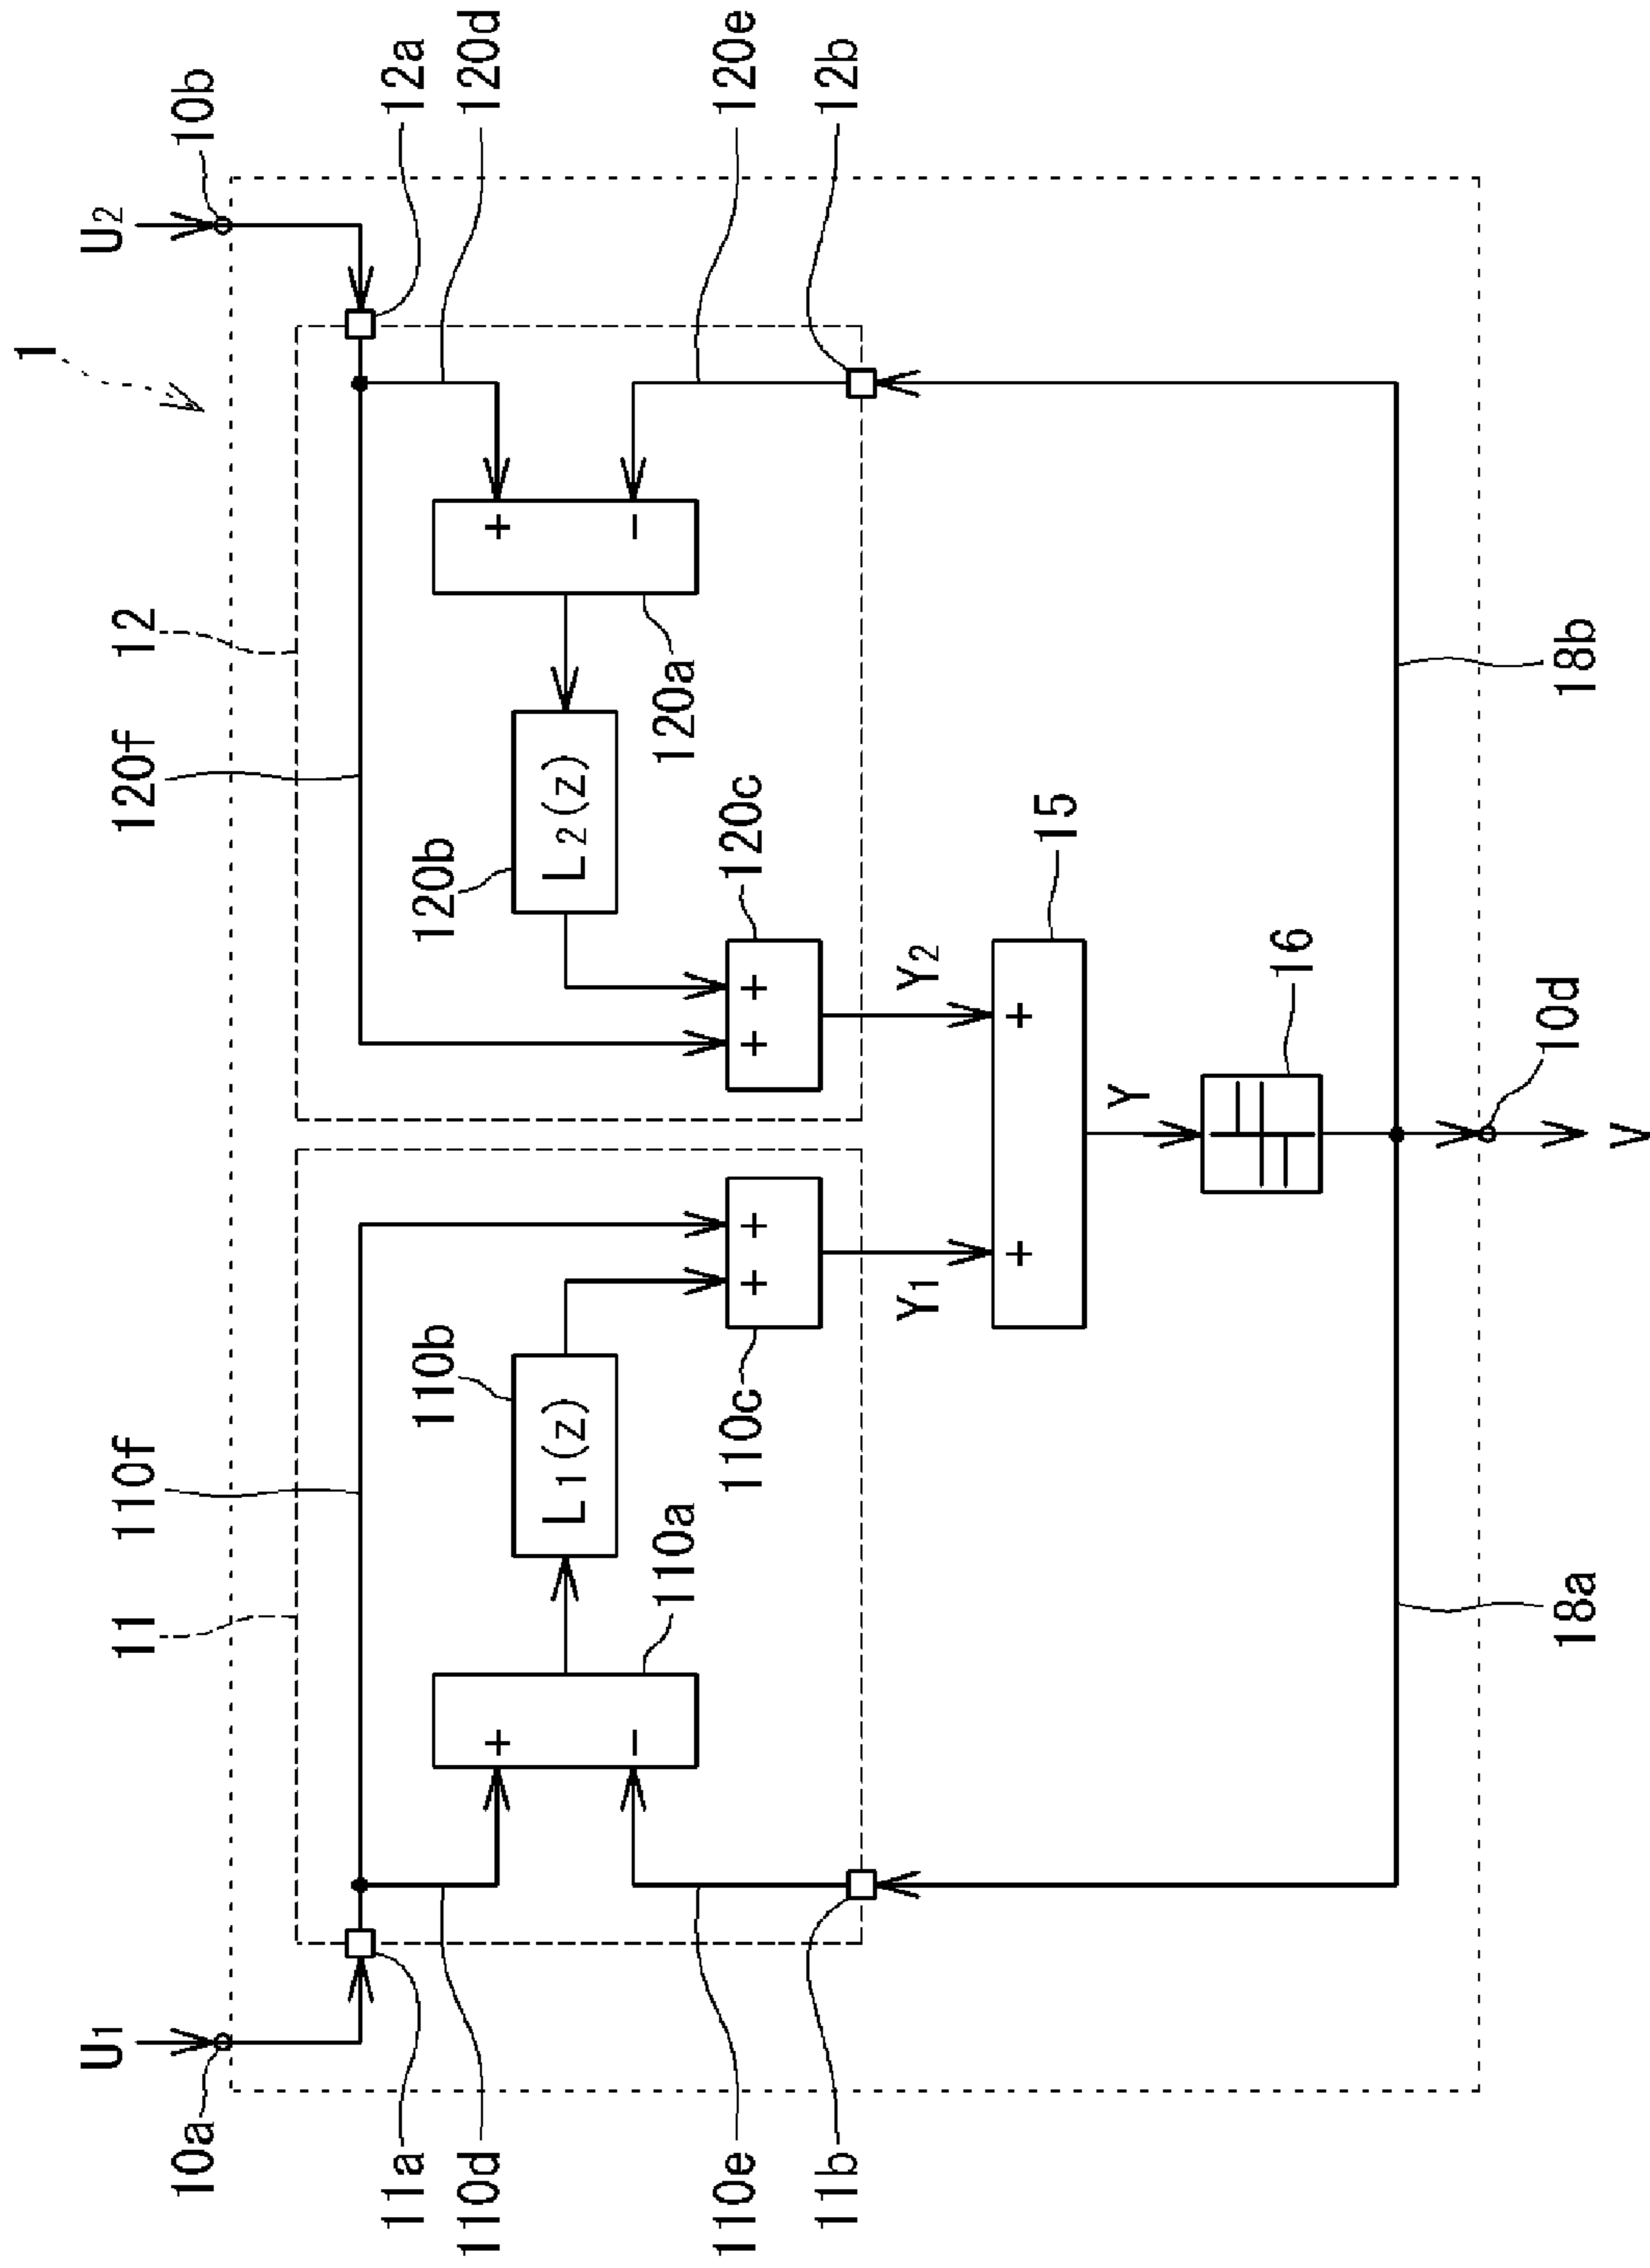 1
U1
U2
10a
10b
11
110f
120f
12
11a
12a
110d
120d
110b
120b
L1(z)
L2(z)
+
+
−
−
110a
120a
110e
120e
110c
120c
+ +
+ +
11b
12b
Y1
Y2
+ +
15
Y
16
18a
18b
10d
V